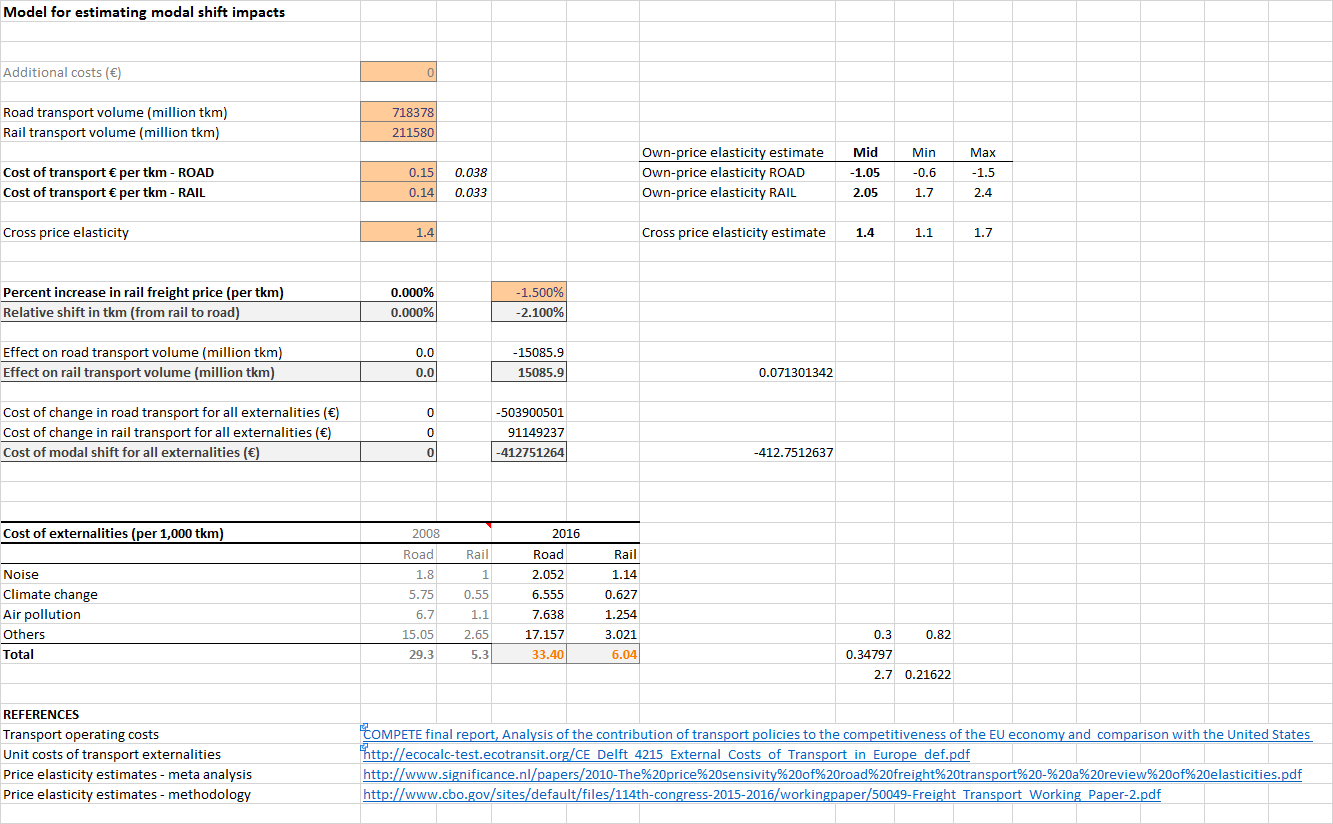 Model for estimating modal shift impacts
Additional costs (€) 0
Road transport volume (million tkm) 718378
Rail transport volume (million tkm) 211580
Own-price elasticity estimate Mid Min Max
Cost of transport € per tkm - ROAD 0.15 0.038 Own-price elasticity ROAD -1.05 -0.6 -1.5
Cost of transport € per tkm - RAIL 0.14 0.033 Own-price elasticity RAIL 2.05 1.7 2.4
Cross price elasticity 1.4 Cross price elasticity estimate 1.4 1.1 1.7
Percent increase in rail freight price (per tkm) 0.000% -1.500%
Relative shift in tkm (from rail to road) 0.000% -2.100%
Effect on road transport volume (million tkm) 0.0 -15085.9
Effect on rail transport volume (million tkm) 0.0 15085.9 0.071301342
Cost of change in road transport for all externalities (€) 0 -503900501
Cost of change in rail transport for all externalities (€) 0 91149237
Cost of modal shift for all externalities (€) 0 -412751264 -412.7512637
Cost of externalities (per 1,000 tkm) 2008 2016
Road Rail Road Rail
Noise 1.8 1 2.052 1.14
Climate change 5.75 0.55 6.555 0.627
Air pollution 6.7 1.1 7.638 1.254
Others 15.05 2.65 17.157 3.021 0.3 0.82
Total 29.3 5.3 33.40 6.04 0.34797
2.7 0.21622
REFERENCES
Transport operating costs COMPETE final report, Analysis of the contribution of transport policies to the competitiveness of the EU economy and comparison with the United States
Unit costs of transport externalities http://ecocalc-test.ecotransit.org/CE_Delft_4215_External_Costs_of_Transport_in_Europe_def.pdf
Price elasticity estimates - meta analysis http://www.significance.nl/papers/2010-The%20price%20sensivity%20of%20road%20freight%20transport%20-%20a%20review%20of%20elasticities.pdf
Price elasticity estimates - methodology http://www.cbo.gov/sites/default/files/114th-congress-2015-2016/workingpaper/50049-Freight_Transport_Working_Paper-2.pdf